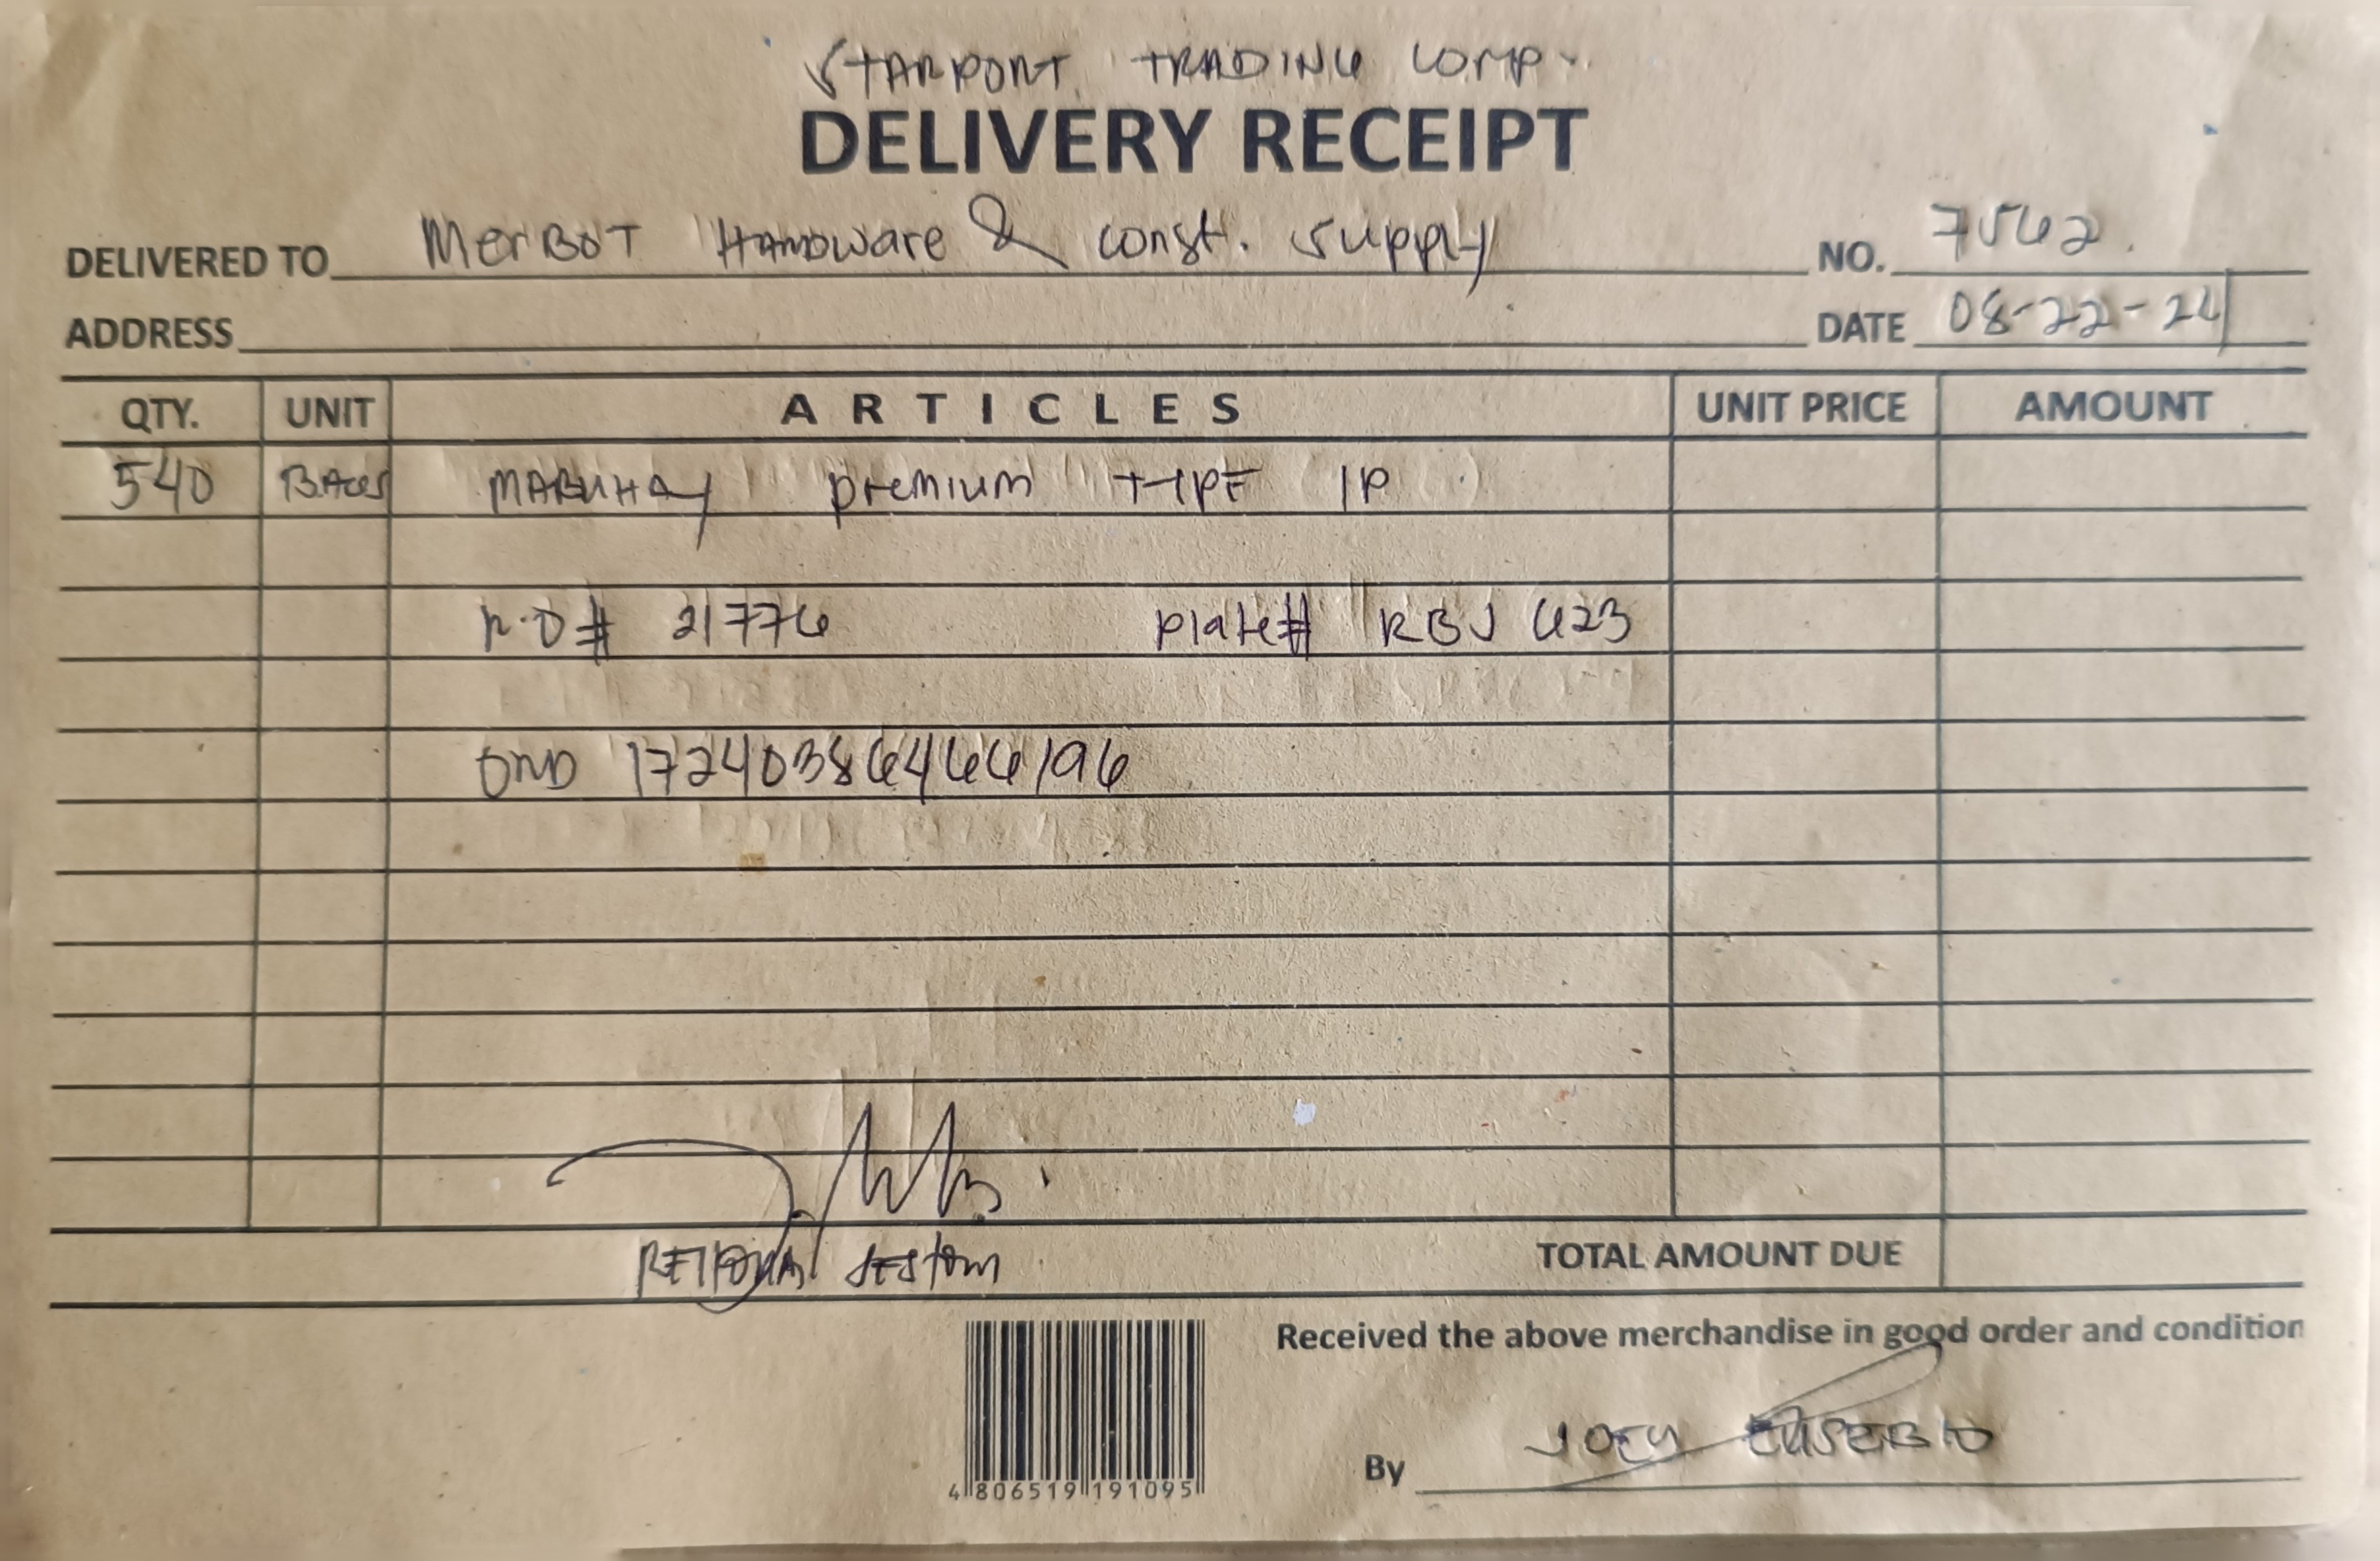 STARPORT TRADING CORP.
DELIVERY RECEIPT
DELIVERED TO MerBOT Hardware & const. supply NO. 7562.
ADDRESS DATE 08-22-24
QTY. UNIT ARTICLES UNIT PRICE AMOUNT
540 BAGS MABUHAY premium TYPE 1P
P.O# 21776 plate# RBJ 623
OMD 17240386466196
TOTAL AMOUNT DUE
Received the above merchandise in good order and condition
By JOEY EUSEBIO
4 806519 191095